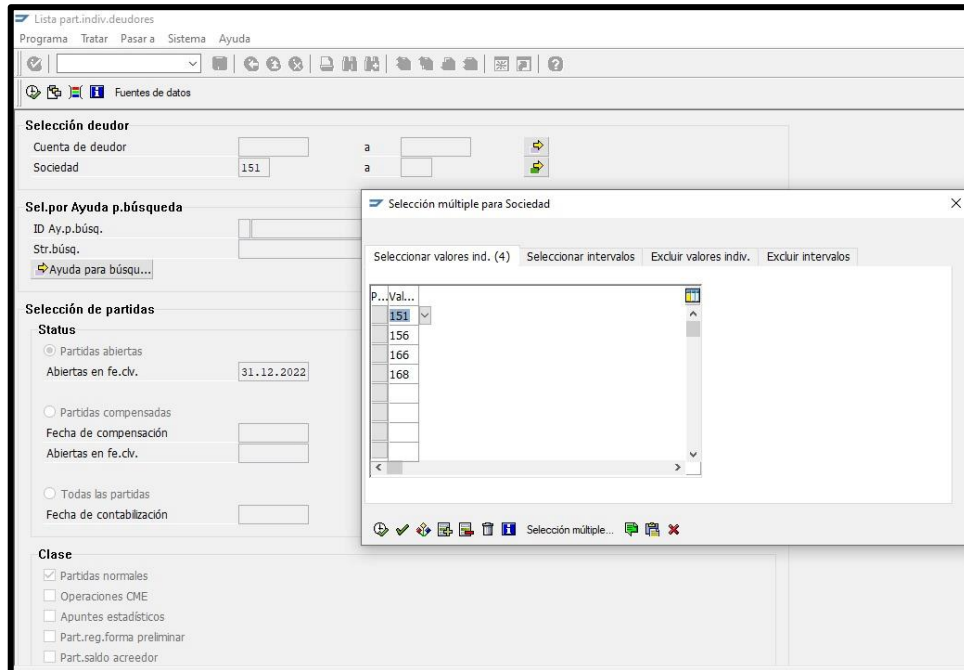 Lista part.indiv.deudores
Programa Tratar Pasar a Sistema Ayuda
Fuentes de datos
Selección deudor
Cuenta de deudor a
Sociedad 151 a
Sel.por Ayuda p.búsqueda
ID Ay.p.búsq.
Str.búsq.
Ayuda para búsqu...
Selección de partidas
Status
Partidas abiertas
Abiertas en fe.clv. 31.12.2022
Partidas compensadas
Fecha de compensación
Abiertas en fe.clv.
Todas las partidas
Fecha de contabilización
Clase
Partidas normales
Operaciones CME
Apuntes estadísticos
Part.reg.forma preliminar
Part.saldo acreedor
Selección múltiple para Sociedad
Seleccionar valores ind. (4) Seleccionar intervalos Excluir valores indiv. Excluir intervalos
P... Val...
151
156
166
168
Selección múltiple...